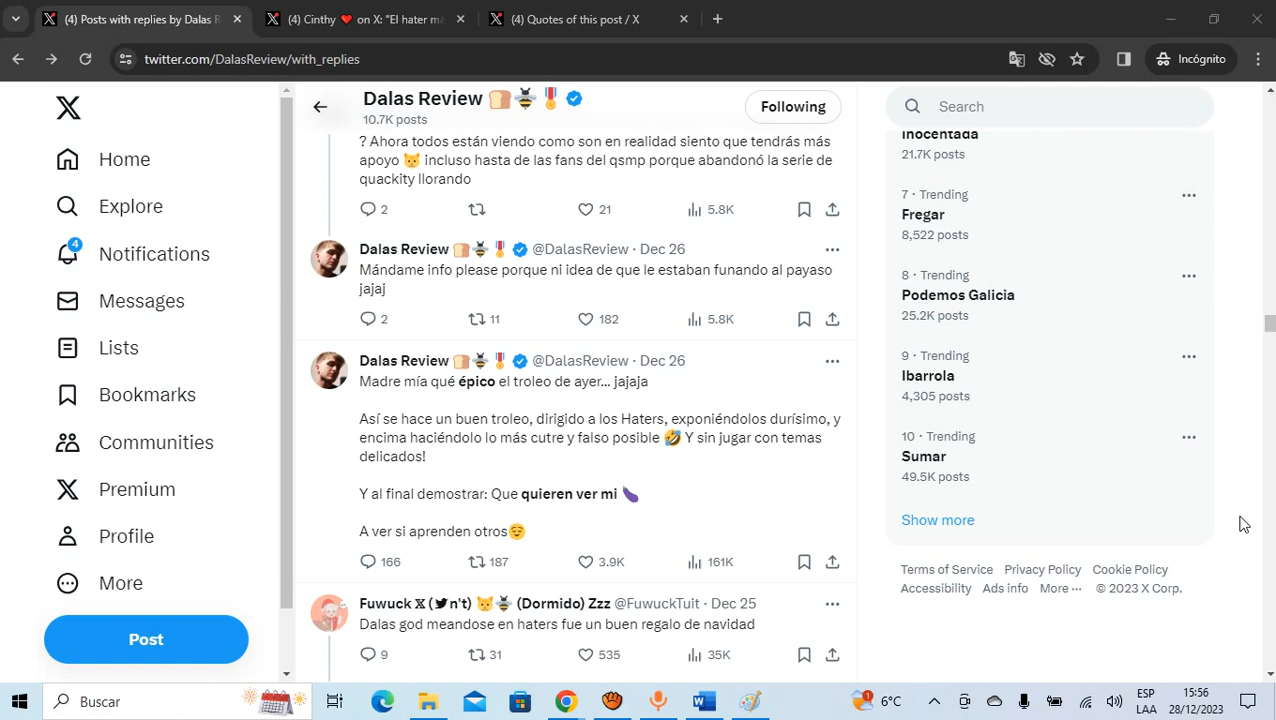 (4) Posts with replies by Dalas R
(4) Cinthy ❤️ on X: "El hater má
(4) Quotes of this post / X
twitter.com/DalasReview/with_replies
Incógnito
Home
Explore
4
Notifications
Messages
Lists
Bookmarks
Communities
Premium
Profile
More
Post
Dalas Review 🍞🐝🎖️
10.7K posts
Following
? Ahora todos están viendo como son en realidad siento que tendrás más
apoyo 🐱 incluso hasta de las fans del qsmp porque abandonó la serie de
quackity llorando
2 21 5.8K
Dalas Review 🍞🐝🎖️ @DalasReview · Dec 26
Mándame info please porque ni idea de que le estaban funando al payaso
jajaj
2 11 182 5.8K
Dalas Review 🍞🐝🎖️ @DalasReview · Dec 26
Madre mía qué épico el troleo de ayer... jajaja
Así se hace un buen troleo, dirigido a los Haters, exponiéndolos durísimo, y
encima haciéndolo lo más cutre y falso posible 🤣 Y sin jugar con temas
delicados!
Y al final demostrar: Que quieren ver mi 🍆
A ver si aprenden otros😌
166 187 3.9K 161K
Fuwuck 𝕏 (🐦n't) 🐱🐝 (Dormido) Zzz @FuwuckTuit · Dec 25
Dalas god meandose en haters fue un buen regalo de navidad
9 31 535 35K
Search
Inocentada
21.7K posts
7 · Trending
Fregar
8,522 posts
8 · Trending
Podemos Galicia
25.2K posts
9 · Trending
Ibarrola
4,305 posts
10 · Trending
Sumar
49.5K posts
Show more
Terms of Service Privacy Policy Cookie Policy
Accessibility Ads info More ··· © 2023 X Corp.
Buscar
6°C
ESP
LAA
15:56
28/12/2023